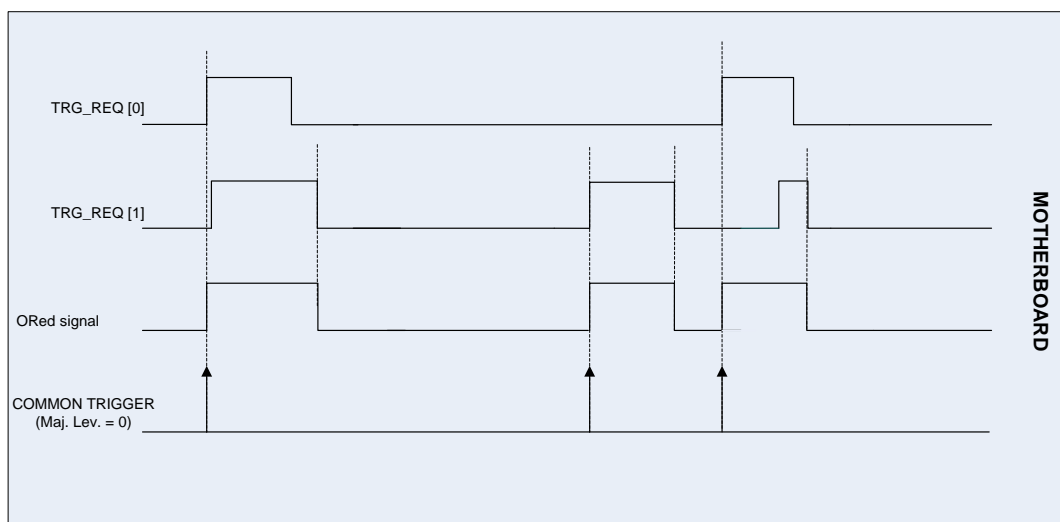 TRG_REQ [0]
TRG_REQ [1]
ORed signal
COMMON TRIGGER
(Maj. Lev. = 0)
MOTHERBOARD